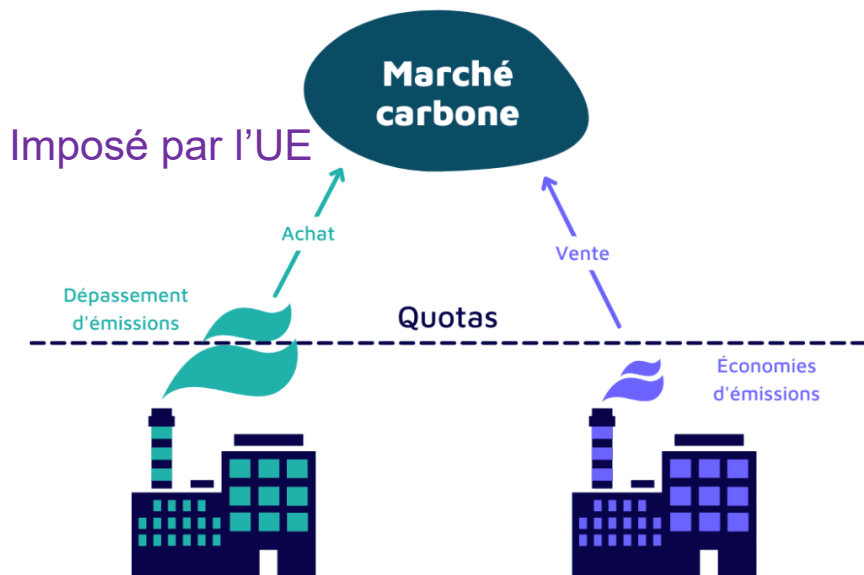 Marché
carbone
Imposé par l’UE
Achat
Vente
Dépassement
d'émissions
Quotas
Économies
d'émissions